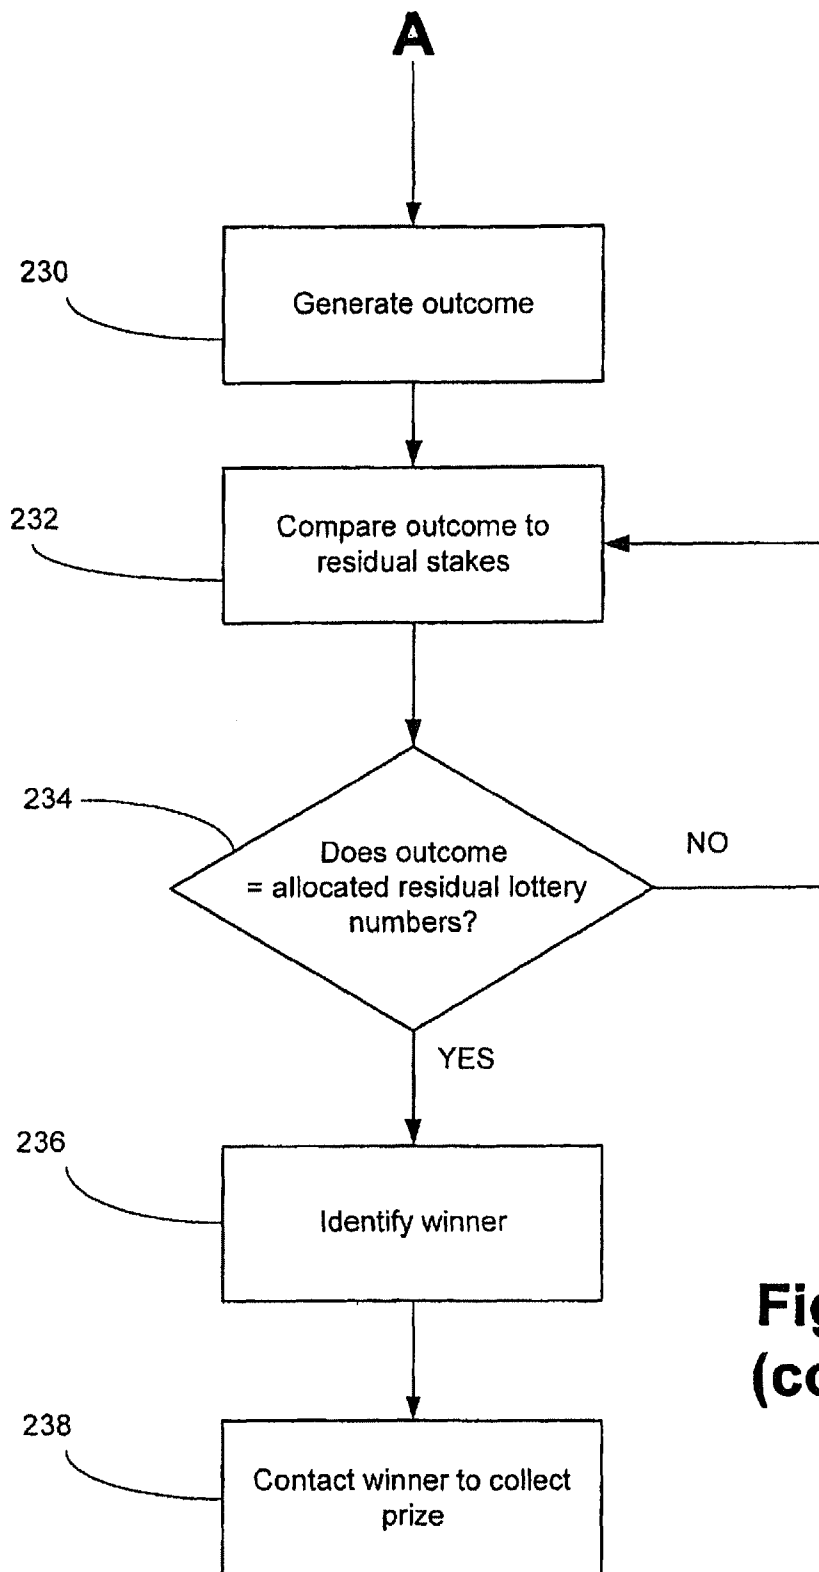 A
230
Generate outcome
232
Compare outcome to
residual stakes
234
Does outcome
= allocated residual lottery
numbers?
NO
YES
236
Identify winner
238
Contact winner to collect
prize